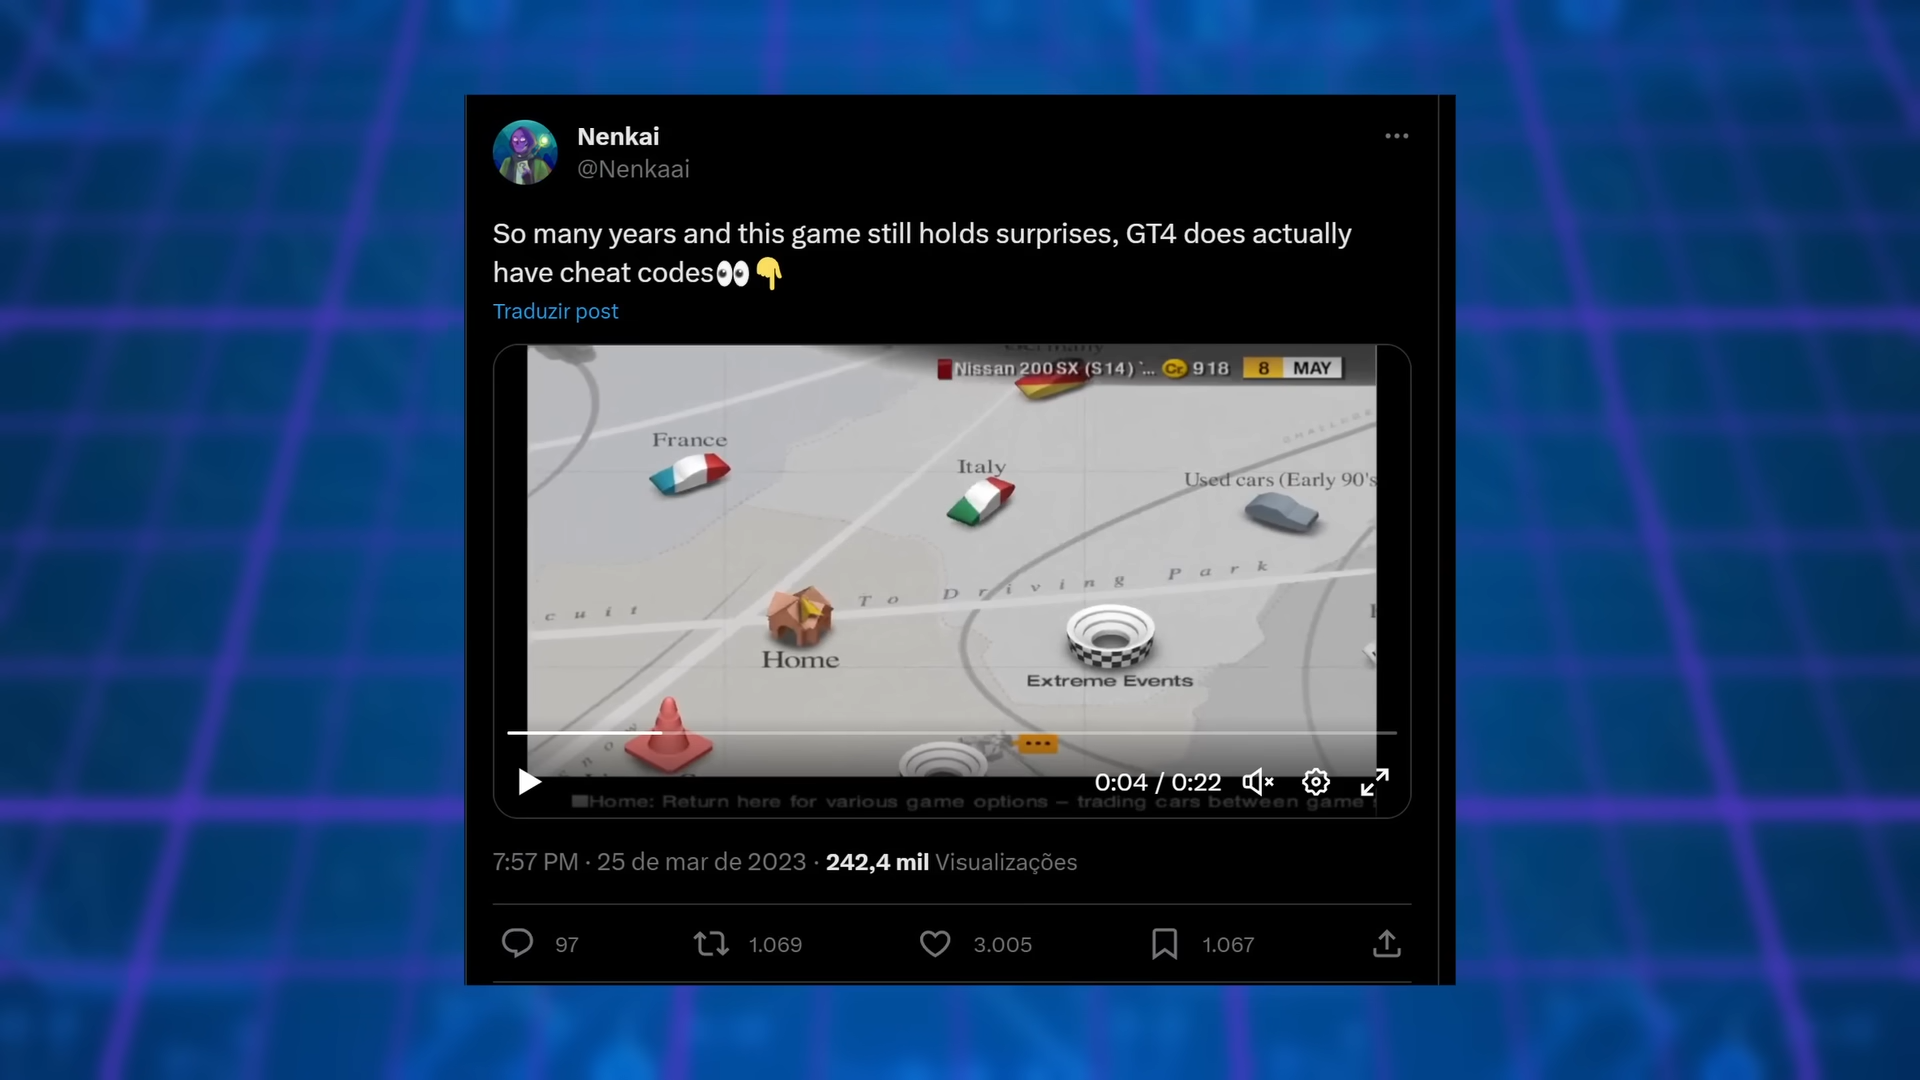 Nenkai
@Nenkaai
So many years and this game still holds surprises, GT4 does actually
have cheat codes👀👇
Traduzir post
Germany
Nissan 200SX (S14) `... Cr 918 8 MAY
France
Italy
Used cars (Early 90's
cuit
To Driving Park
Home
Extreme Events
0:04 / 0:22
Home: Return here for various game options – trading cars between game
7:57 PM · 25 de mar de 2023 · 242,4 mil Visualizações
97 1.069 3.005 1.067